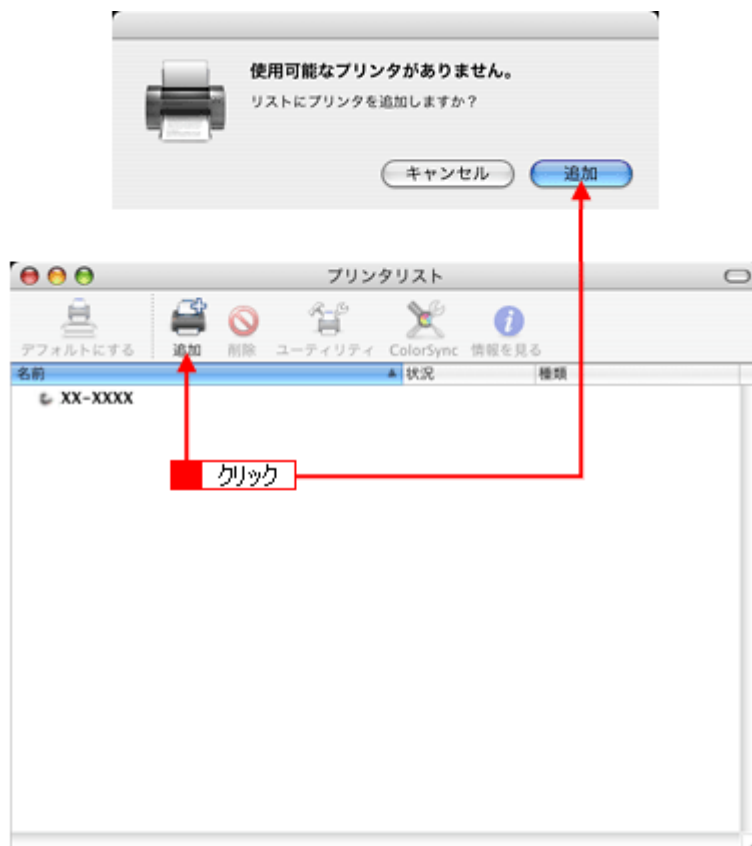 使用可能なプリンタがありません。
リストにプリンタを追加しますか？
キャンセル 追加
プリンタリスト
デフォルトにする 追加 削除 ユーティリティ ColorSync 情報を見る
名前 状況 種類
XX-XXXX
クリック